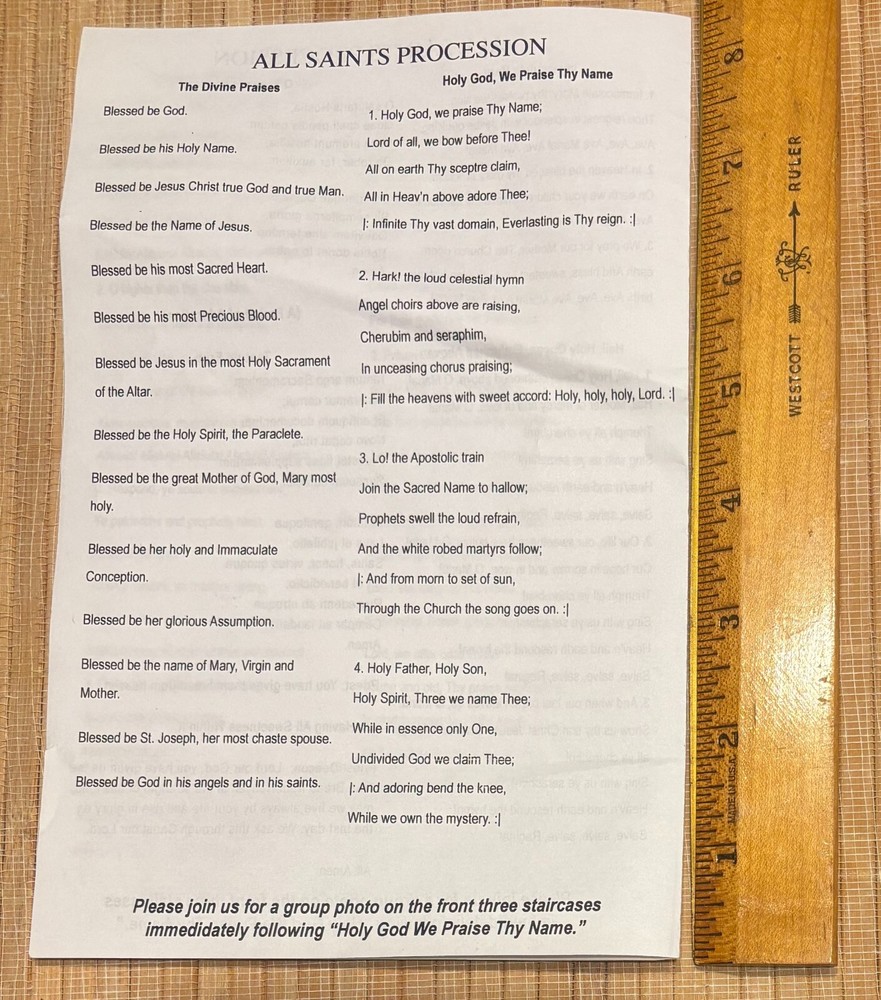 ALL SAINTS PROCESSION
The Divine Praises
Blessed be God.
Blessed be his Holy Name.
Blessed be Jesus Christ true God and true Man.
Blessed be the Name of Jesus.
Blessed be his most Sacred Heart.
Blessed be his most Precious Blood.
Blessed be Jesus in the most Holy Sacrament
of the Altar.
Blessed be the Holy Spirit, the Paraclete.
Blessed be the great Mother of God, Mary most
holy.
Blessed be her holy and Immaculate
Conception.
Blessed be her glorious Assumption.
Blessed be the name of Mary, Virgin and
Mother.
Blessed be St. Joseph, her most chaste spouse.
Blessed be God in his angels and in his saints.
Holy God, We Praise Thy Name
1. Holy God, we praise Thy Name;
Lord of all, we bow before Thee!
All on earth Thy sceptre claim,
All in Heav'n above adore Thee;
|: Infinite Thy vast domain, Everlasting is Thy reign. :|
2. Hark! the loud celestial hymn
Angel choirs above are raising,
Cherubim and seraphim,
In unceasing chorus praising;
|: Fill the heavens with sweet accord: Holy, holy, holy, Lord. :|
3. Lo! the Apostolic train
Join the Sacred Name to hallow;
Prophets swell the loud refrain,
And the white robed martyrs follow;
|: And from morn to set of sun,
Through the Church the song goes on. :|
4. Holy Father, Holy Son,
Holy Spirit, Three we name Thee;
While in essence only One,
Undivided God we claim Thee;
|: And adoring bend the knee,
While we own the mystery. :|
Please join us for a group photo on the front three staircases
immedidately following “Holy God We Praise Thy Name.”
8
7
6
5
4
3
2
1
WESTCOTT RULER
MADE IN U.S.A.